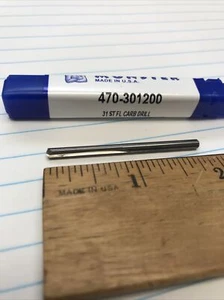 MONSTER
MADE IN U.S.A.
470-301200
31 ST FL CARB DRILL
MADE IN U.S.A
1
2